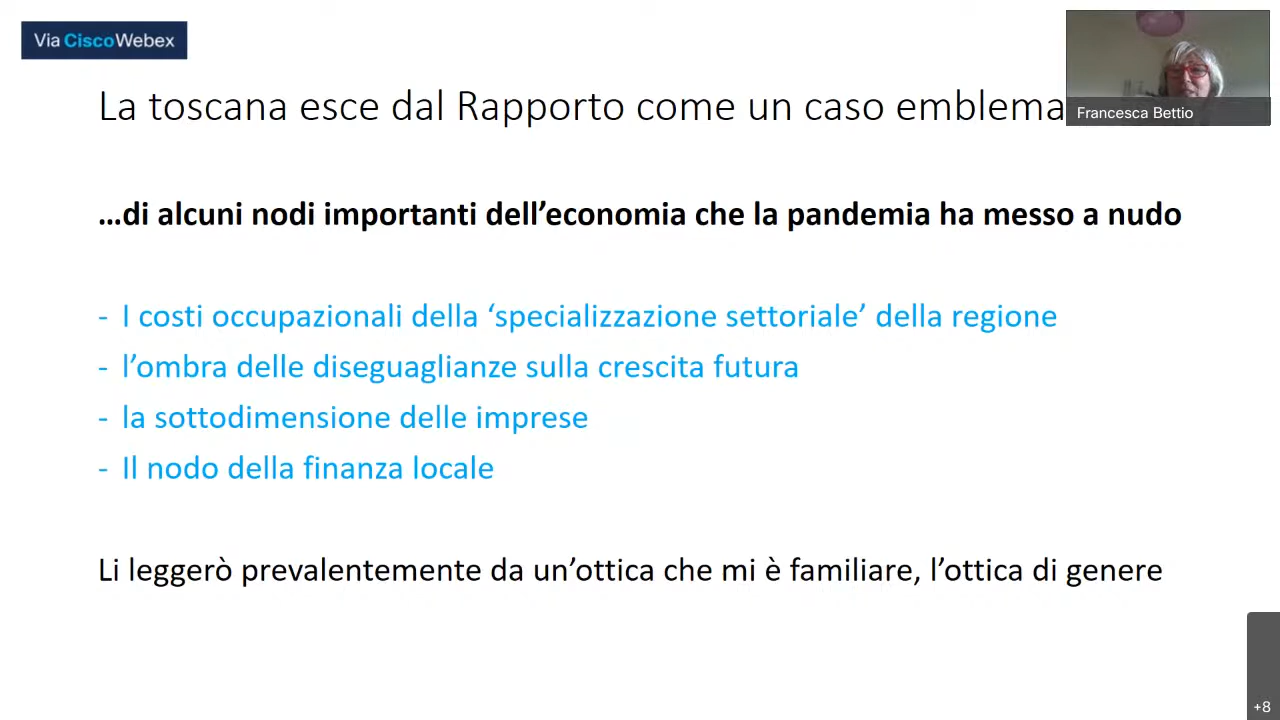 Via CiscoWebex
La toscana esce dal Rapporto come un caso emblema
Francesca Bettio
…di alcuni nodi importanti dell’economia che la pandemia ha messo a nudo
- I costi occupazionali della ‘specializzazione settoriale’ della regione
- l’ombra delle diseguaglianze sulla crescita futura
- la sottodimensione delle imprese
- Il nodo della finanza locale
Li leggerò prevalentemente da un’ottica che mi è familiare, l’ottica di genere
+8